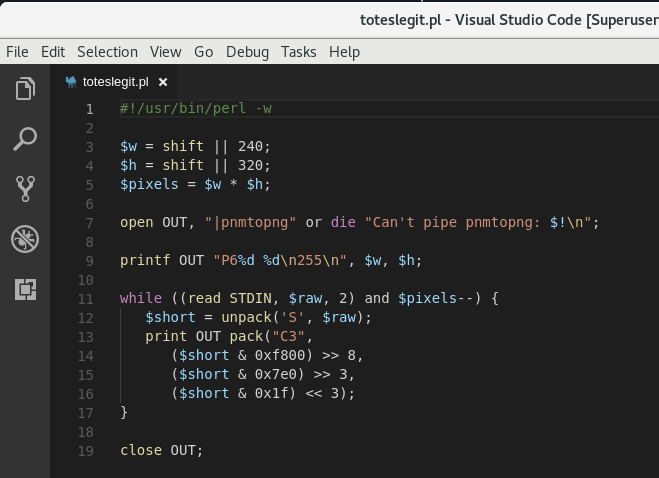 toteslegit.pl - Visual Studio Code [Superuser
File Edit Selection View Go Debug Tasks Help
toteslegit.pl ×
1 #!/usr/bin/perl -w
2
3 $w = shift || 240;
4 $h = shift || 320;
5 $pixels = $w * $h;
6
7 open OUT, "|pnmtopng" or die "Can't pipe pnmtopng: $!\n";
8
9 printf OUT "P6%d %d\n255\n", $w, $h;
10
11 while ((read STDIN, $raw, 2) and $pixels--) {
12 $short = unpack('S', $raw);
13 print OUT pack("C3",
14 ($short & 0xf800) >> 8,
15 ($short & 0x7e0) >> 3,
16 ($short & 0x1f) << 3);
17 }
18
19 close OUT;